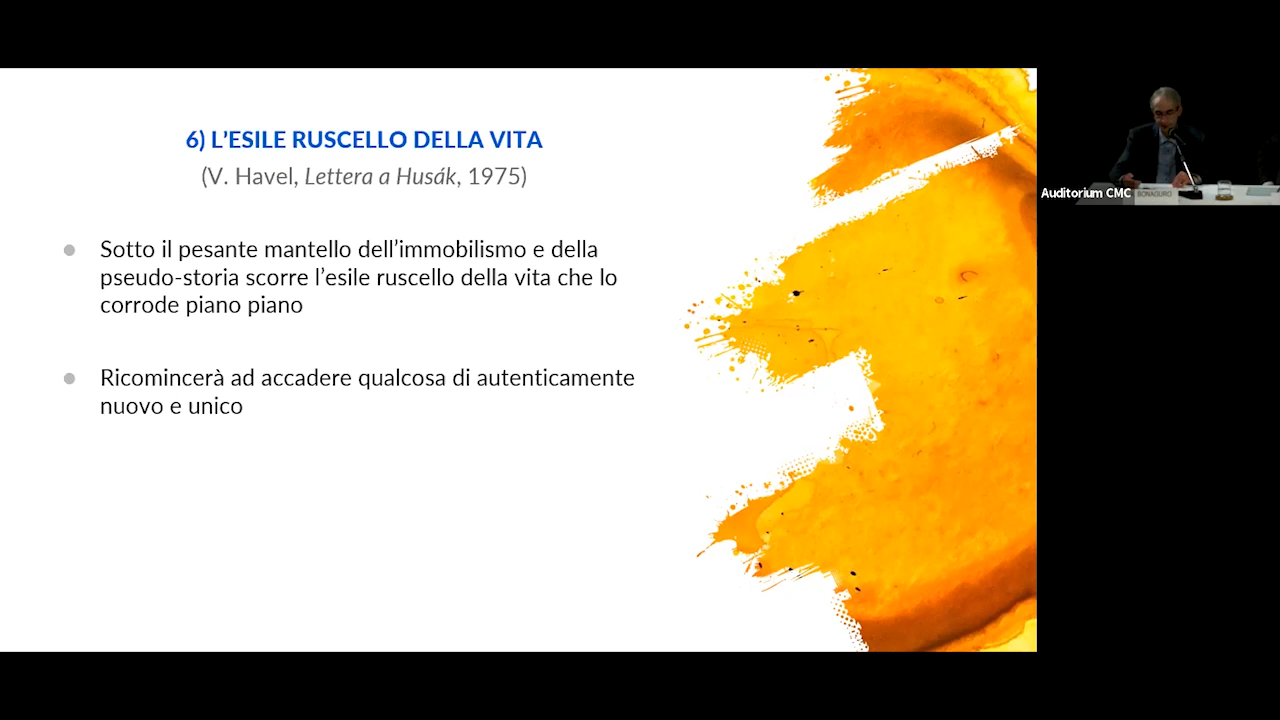 6) L’ESILE RUSCELLO DELLA VITA
(V. Havel, Lettera a Husák, 1975)
● Sotto il pesante mantello dell’immobilismo e della
pseudo-storia scorre l’esile ruscello della vita che lo
corrode piano piano
● Ricomincerà ad accadere qualcosa di autenticamente
nuovo e unico
Auditorium CMC
BONAGURO